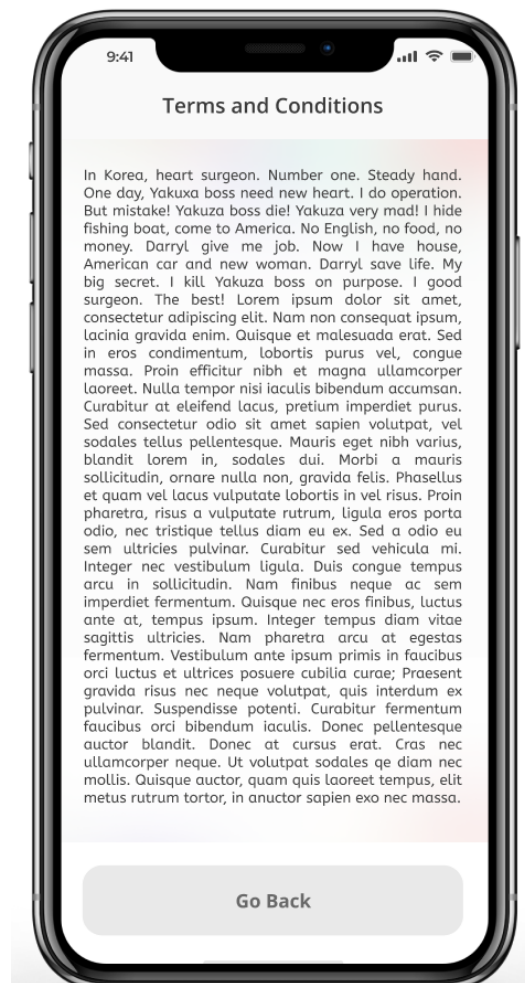 9:41
Terms and Conditions
In Korea, heart surgeon. Number one. Steady hand.
One day, Yakuxa boss need new heart. I do operation.
But mistake! Yakuza boss die! Yakuza very mad! I hide
fishing boat, come to America. No English, no food, no
money. Darryl give me job. Now I have house,
American car and new woman. Darryl save life. My
big secret. I kill Yakuza boss on purpose. I good
surgeon. The best! Lorem ipsum dolor sit amet,
consectetur adipiscing elit. Nam non consequat ipsum,
lacinia gravida enim. Quisque et malesuada erat. Sed
in eros condimentum, lobortis purus vel, congue
massa. Proin efficitur nibh et magna ullamcorper
laoreet. Nulla tempor nisi iaculis bibendum accumsan.
Curabitur at eleifend lacus, pretium imperdiet purus.
Sed consectetur odio sit amet sapien volutpat, vel
sodales tellus pellentesque. Mauris eget nibh varius,
blandit lorem in, sodales dui. Morbi a mauris
sollicitudin, ornare nulla non, gravida felis. Phasellus
et quam vel lacus vulputate lobortis in vel risus. Proin
pharetra, risus a vulputate rutrum, ligula eros porta
odio, nec tristique tellus diam eu ex. Sed a odio eu
sem ultricies pulvinar. Curabitur sed vehicula mi.
Integer nec vestibulum ligula. Duis congue tempus
arcu in sollicitudin. Nam finibus neque ac sem
imperdiet fermentum. Quisque nec eros finibus, luctus
ante at, tempus ipsum. Integer tempus diam vitae
sagittis ultricies. Nam pharetra arcu at egestas
fermentum. Vestibulum ante ipsum primis in faucibus
orci luctus et ultrices posuere cubilia curae; Praesent
gravida risus nec neque volutpat, quis interdum ex
pulvinar. Suspendisse potenti. Curabitur fermentum
faucibus orci bibendum iaculis. Donec pellentesque
auctor blandit. Donec at cursus erat. Cras nec
ullamcorper neque. Ut volutpat sodales qe diam nec
mollis. Quisque auctor, quam quis laoreet tempus, elit
metus rutrum tortor, in anuctor sapien exo nec massa.
Go Back